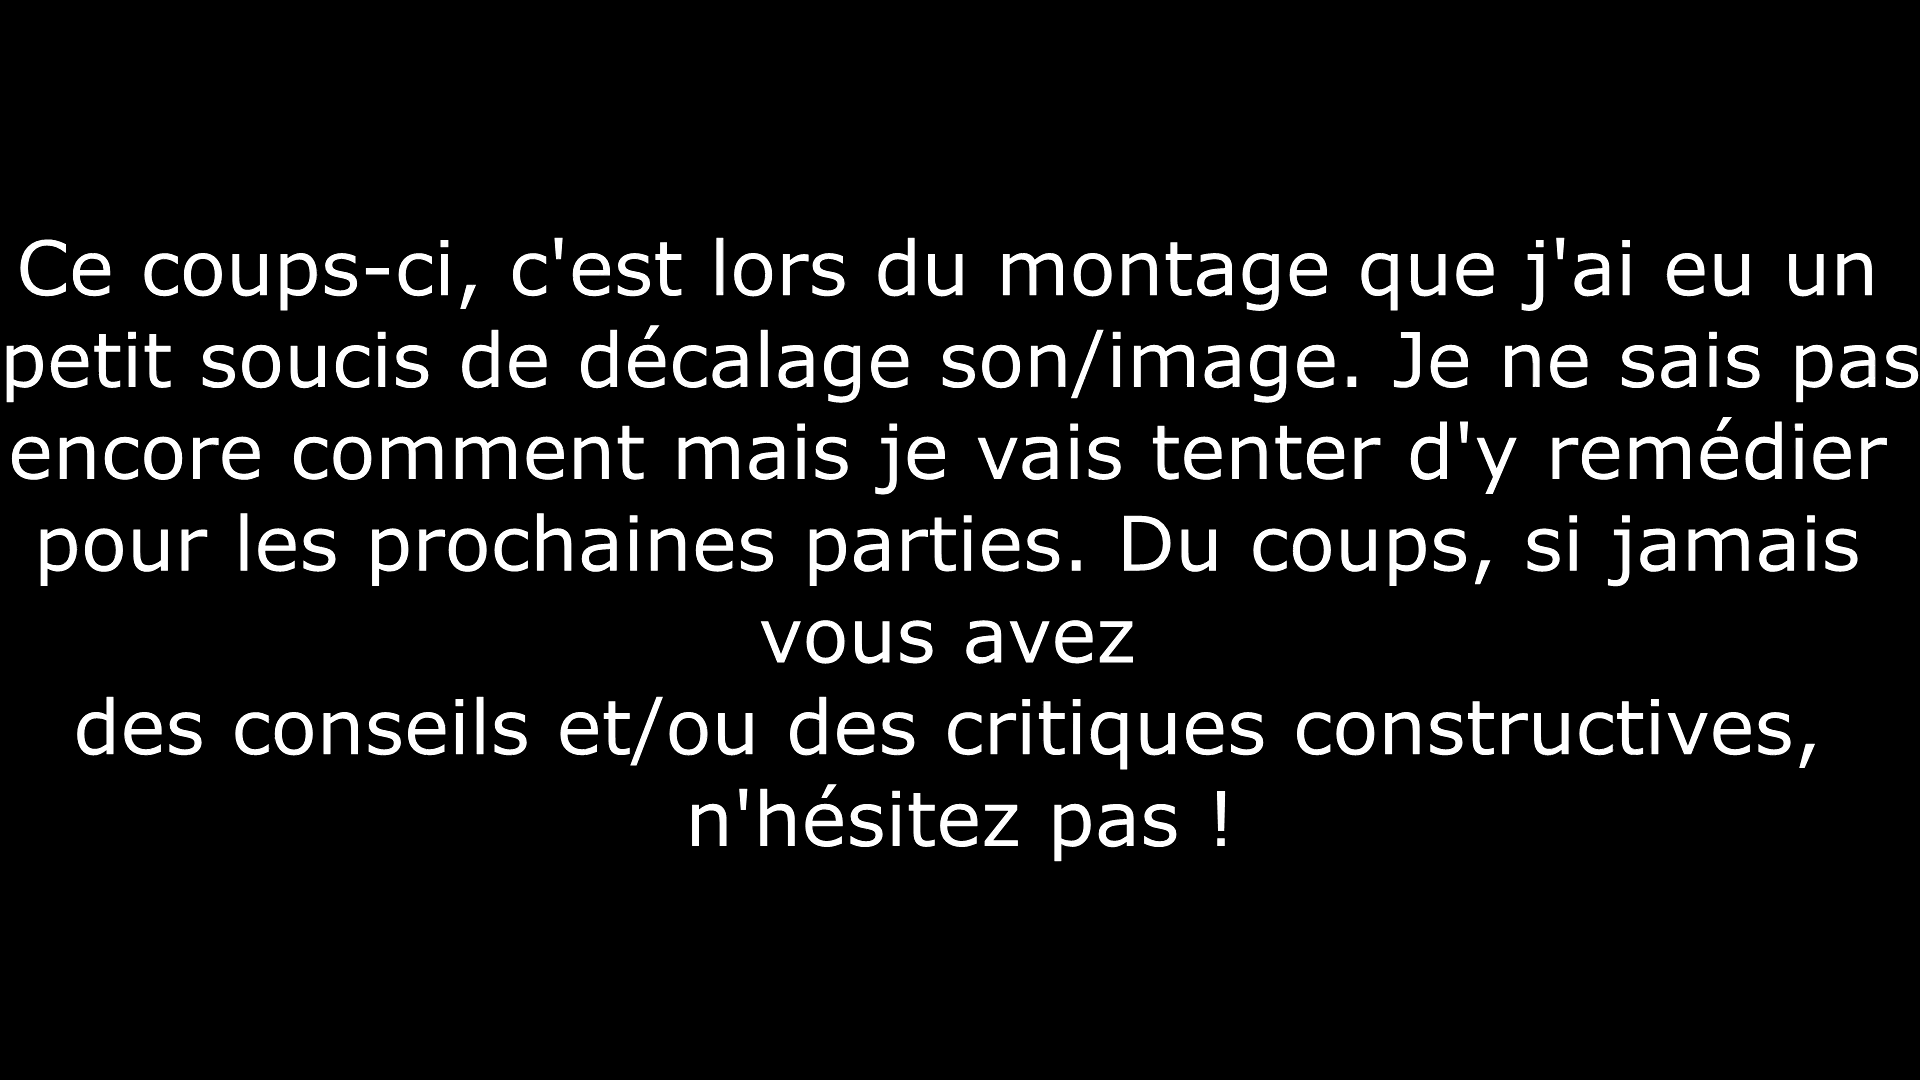 Ce coups-ci, c'est lors du montage que j'ai eu un
petit soucis de décalage son/image. Je ne sais pas
encore comment mais je vais tenter d'y remédier
pour les prochaines parties. Du coups, si jamais
vous avez
des conseils et/ou des critiques constructives,
n'hésitez pas !